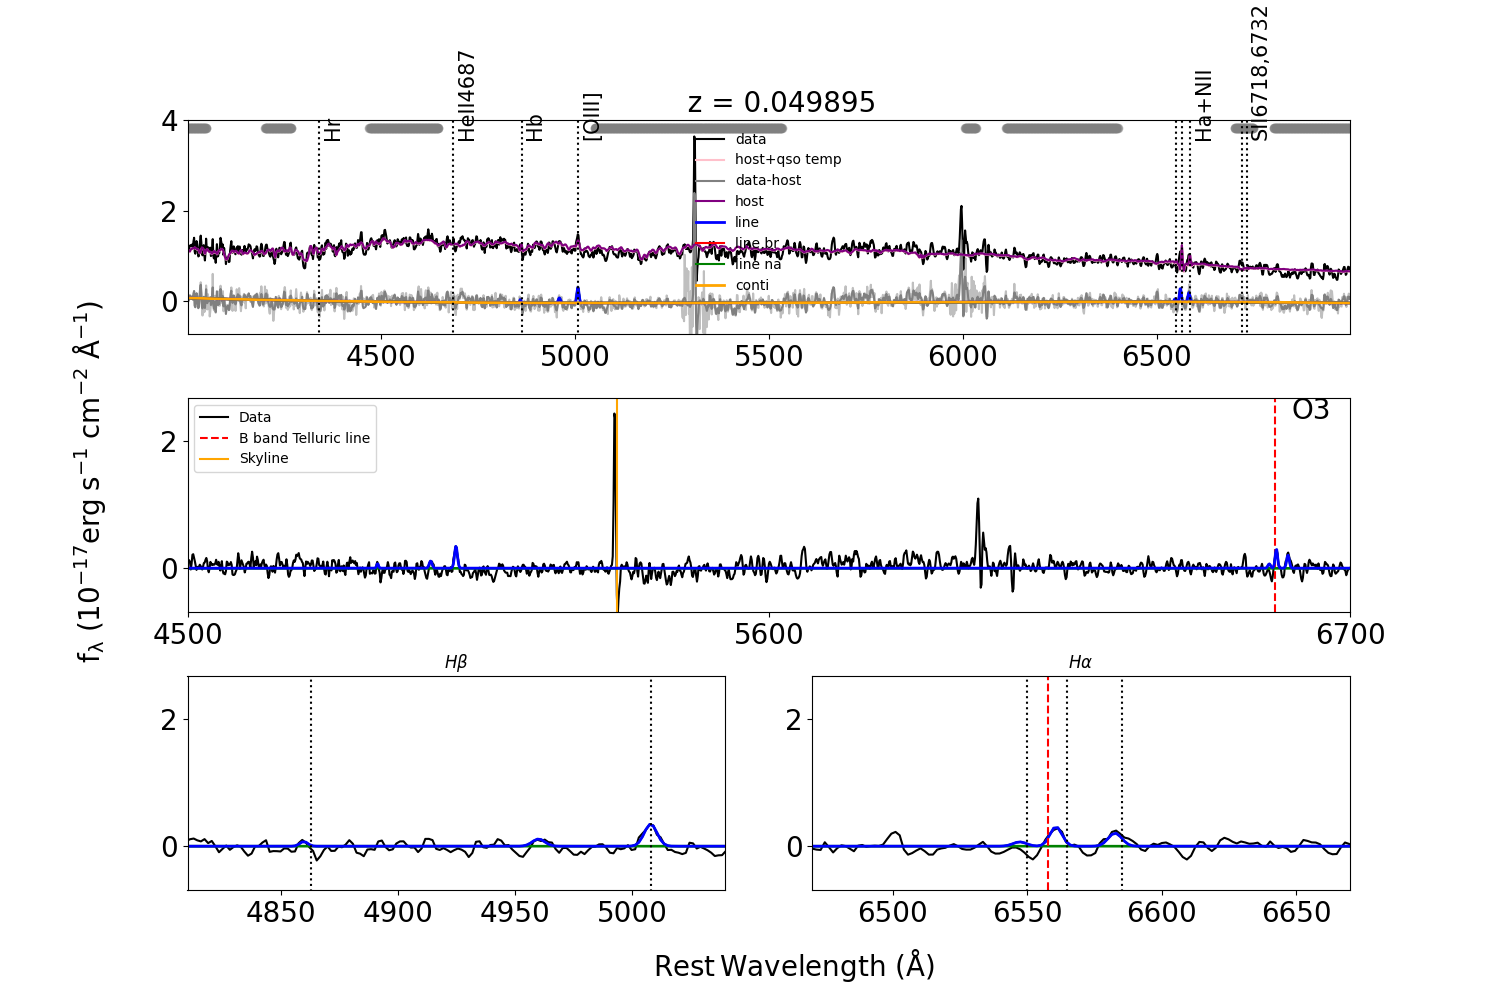 z = 0.049895
Hr
HeII4687
Hb
[OIII]
Ha+NII
SII6718,6732
4
2
0
data
host+qso temp
data-host
host
line
line br
line na
conti
4500
5000
5500
6000
6500
fλ (10−17erg s−1 cm−2 Å−1)
2
0
Data
B band Telluric line
Skyline
O3
4500
5600
6700
Hβ
2
0
4850
4900
4950
5000
Hα
2
0
6500
6550
6600
6650
Rest Wavelength (Å)